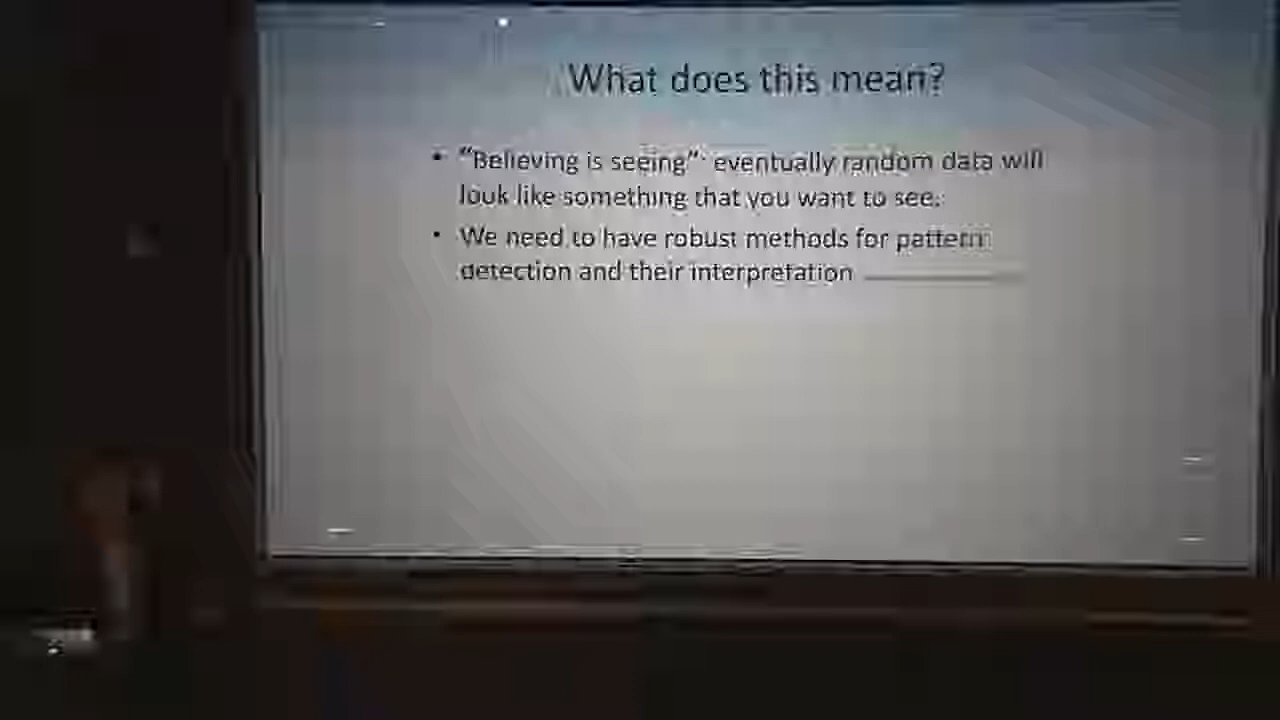 What does this mean?
• "Believing is seeing": eventually random data will
look like something that you want to see.
• We need to have robust methods for pattern
detection and their interpretation